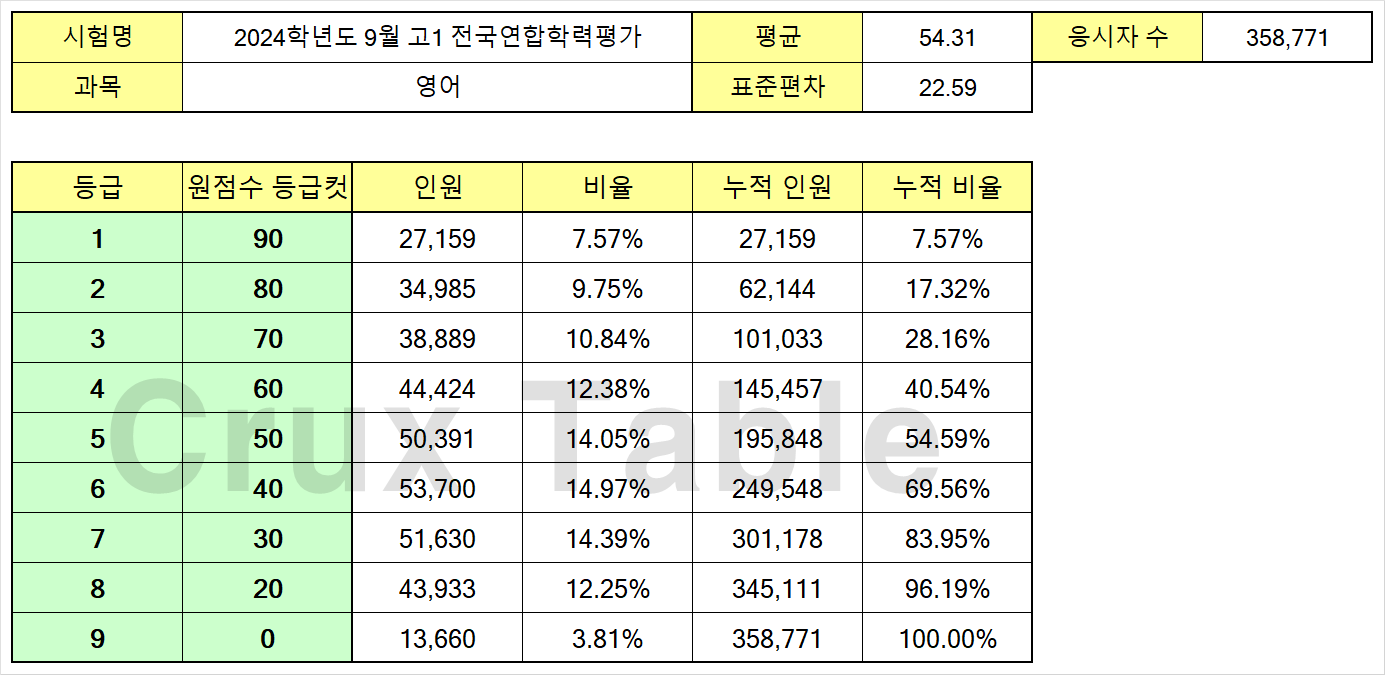 시험명 2024학년도 9월 고1 전국연합학력평가 평균 54.31 응시자 수 358,771
과목 영어 표준편차 22.59
등급 원점수 등급컷 인원 비율 누적 인원 누적 비율
1 90 27,159 7.57% 27,159 7.57%
2 80 34,985 9.75% 62,144 17.32%
3 70 38,889 10.84% 101,033 28.16%
4 60 44,424 12.38% 145,457 40.54%
5 50 50,391 14.05% 195,848 54.59%
6 40 53,700 14.97% 249,548 69.56%
7 30 51,630 14.39% 301,178 83.95%
8 20 43,933 12.25% 345,111 96.19%
9 0 13,660 3.81% 358,771 100.00%
Crux Table